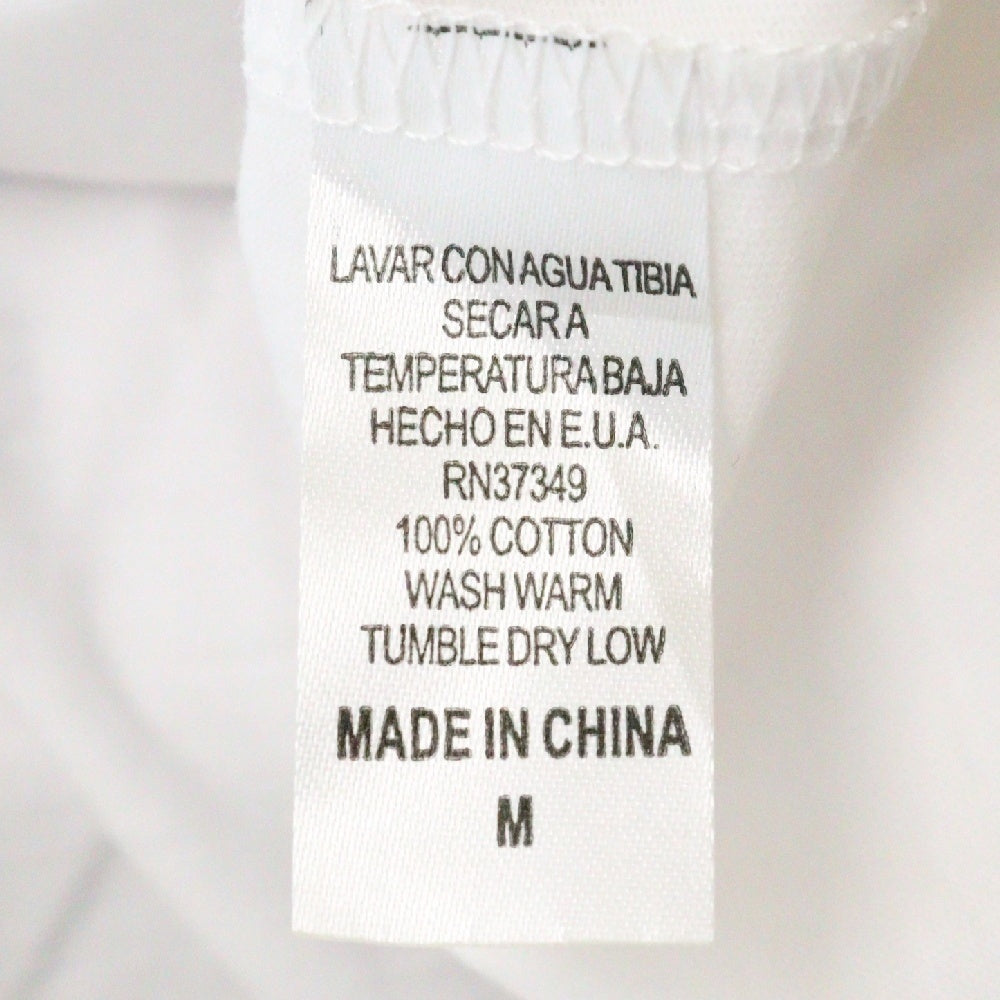 LAVAR CON AGUA TIBIA
SECAR A
TEMPERATURA BAJA
HECHO EN E.U.A.
RN37349
100% COTTON
WASH WARM
TUMBLE DRY LOW
MADE IN CHINA
M